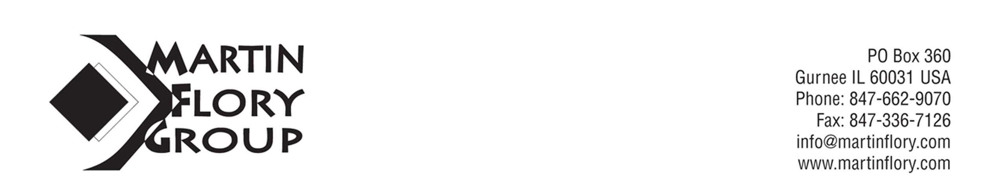 MARTIN
FLORY
GROUP
PO Box 360
Gurnee IL 60031 USA
Phone: 847-662-9070
Fax: 847-336-7126
info@martinflory.com
www.martinflory.com